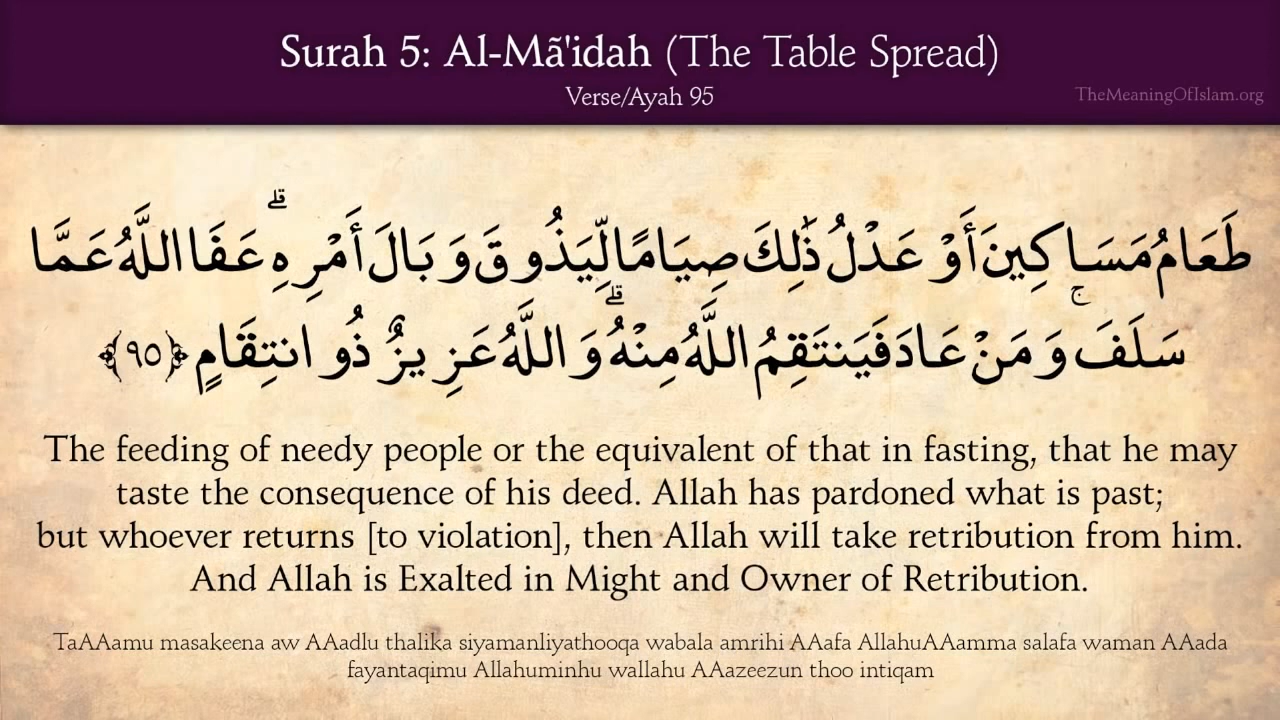 Surah 5: Al-Mã'idah (The Table Spread)
Verse/Ayah 95
TheMeaningOfIslam.org
طَعَامُ مَسَاكِينَ أَوْ عَدْلُ ذَٰلِكَ صِيَامًا لِّيَذُوقَ وَبَالَ أَمْرِهِ ۗ عَفَا اللَّهُ عَمَّا
سَلَفَ ۚ وَمَنْ عَادَ فَيَنتَقِمُ اللَّهُ مِنْهُ ۗ وَاللَّهُ عَزِيزٌ ذُو انتِقَامٍ ﴿٩٥﴾
The feeding of needy people or the equivalent of that in fasting, that he may
taste the consequence of his deed. Allah has pardoned what is past;
but whoever returns [to violation], then Allah will take retribution from him.
And Allah is Exalted in Might and Owner of Retribution.
TaAAamu masakeena aw AAadlu thalika siyamanliyathooqa wabala amrihi AAafa AllahuAAamma salafa waman AAada
fayantaqimu Allahuminhu wallahu AAazeezun thoo intiqam